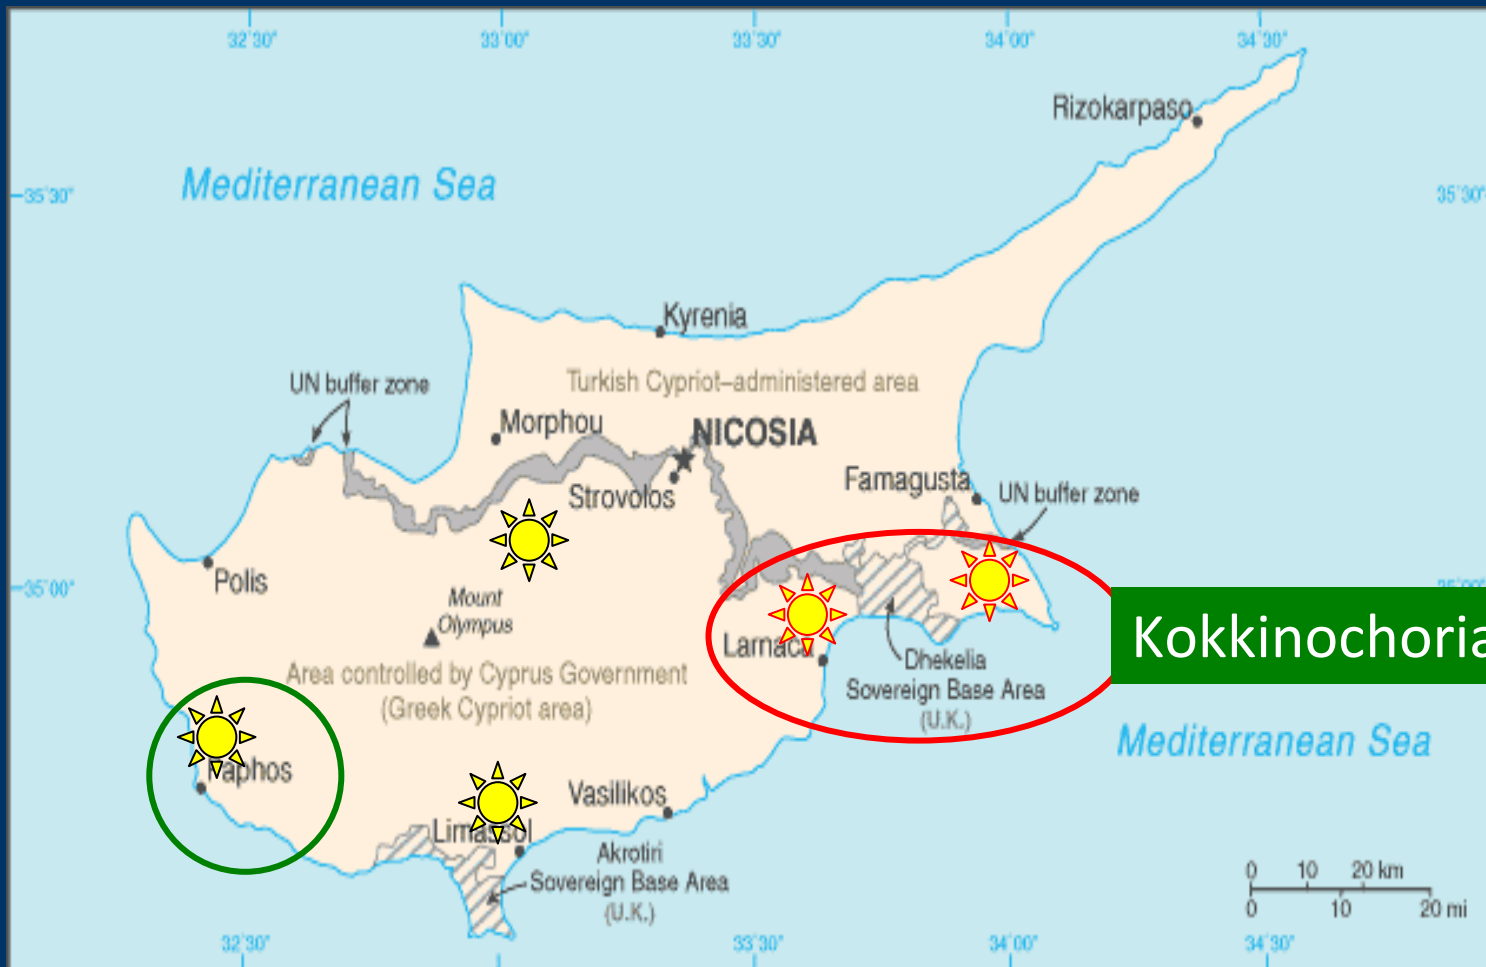 32°30'
33°00'
33°30'
34°00'
34°30'
Rizokarpaso
Mediterranean Sea
35°30'
35°30'
Kyrenia
Turkish Cypriot–administered area
UN buffer zone
Morphou
NICOSIA
Strovolos
Famagusta
UN buffer zone
Polis
35°00'
35°00'
Mount
Olympus
Kokkinochoria
Larnaca
Dhekelia
Sovereign Base Area
(U.K.)
Area controlled by Cyprus Government
(Greek Cypriot area)
Mediterranean Sea
Paphos
Vasilikos
Limassol
Akrotiri
Sovereign Base Area
(U.K.)
0 10 20 km
0 10 20 mi
32°30'
33°30'
34°00'
34°30'